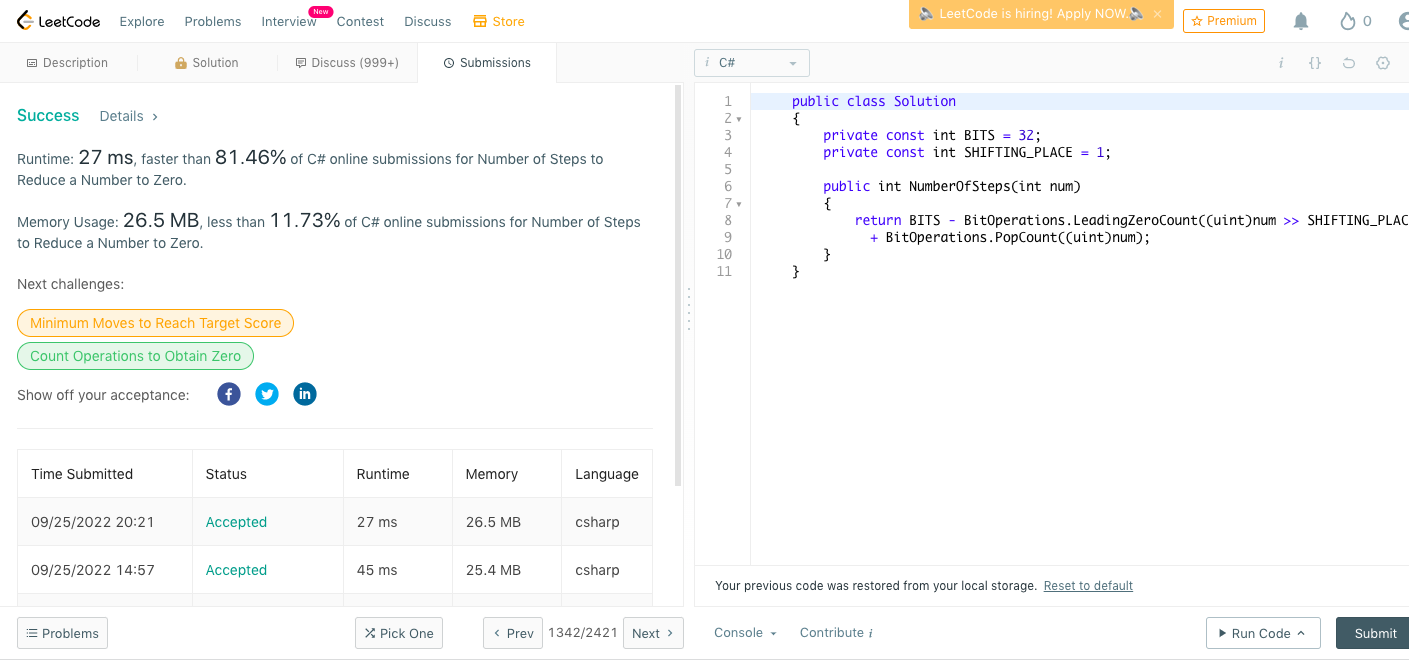 LeetCode Explore Problems Interview New Contest Discuss Store LeetCode is hiring! Apply NOW. × Premium 0
Description Solution Discuss (999+) Submissions i C# i {}
Success Details >
Runtime: 27 ms, faster than 81.46% of C# online submissions for Number of Steps to
Reduce a Number to Zero.
Memory Usage: 26.5 MB, less than 11.73% of C# online submissions for Number of Steps
to Reduce a Number to Zero.
Next challenges:
Minimum Moves to Reach Target Score
Count Operations to Obtain Zero
Show off your acceptance: f in
Time Submitted Status Runtime Memory Language
09/25/2022 20:21 Accepted 27 ms 26.5 MB csharp
09/25/2022 14:57 Accepted 45 ms 25.4 MB csharp
1 public class Solution
2 {
3 private const int BITS = 32;
4 private const int SHIFTING_PLACE = 1;
5
6 public int NumberOfSteps(int num)
7 {
8 return BITS - BitOperations.LeadingZeroCount((uint)num >> SHIFTING_PLAC
9 + BitOperations.PopCount((uint)num);
10 }
11 }
Your previous code was restored from your local storage. Reset to default
Problems Pick One < Prev 1342/2421 Next > Console Contribute i Run Code Submit